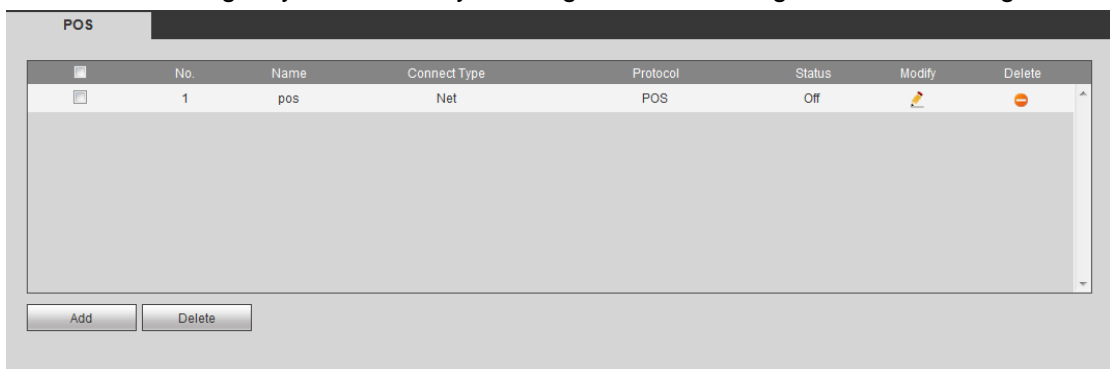 POS
No. Name Connect Type Protocol Status Modify Delete
1 pos Net POS Off
Add Delete